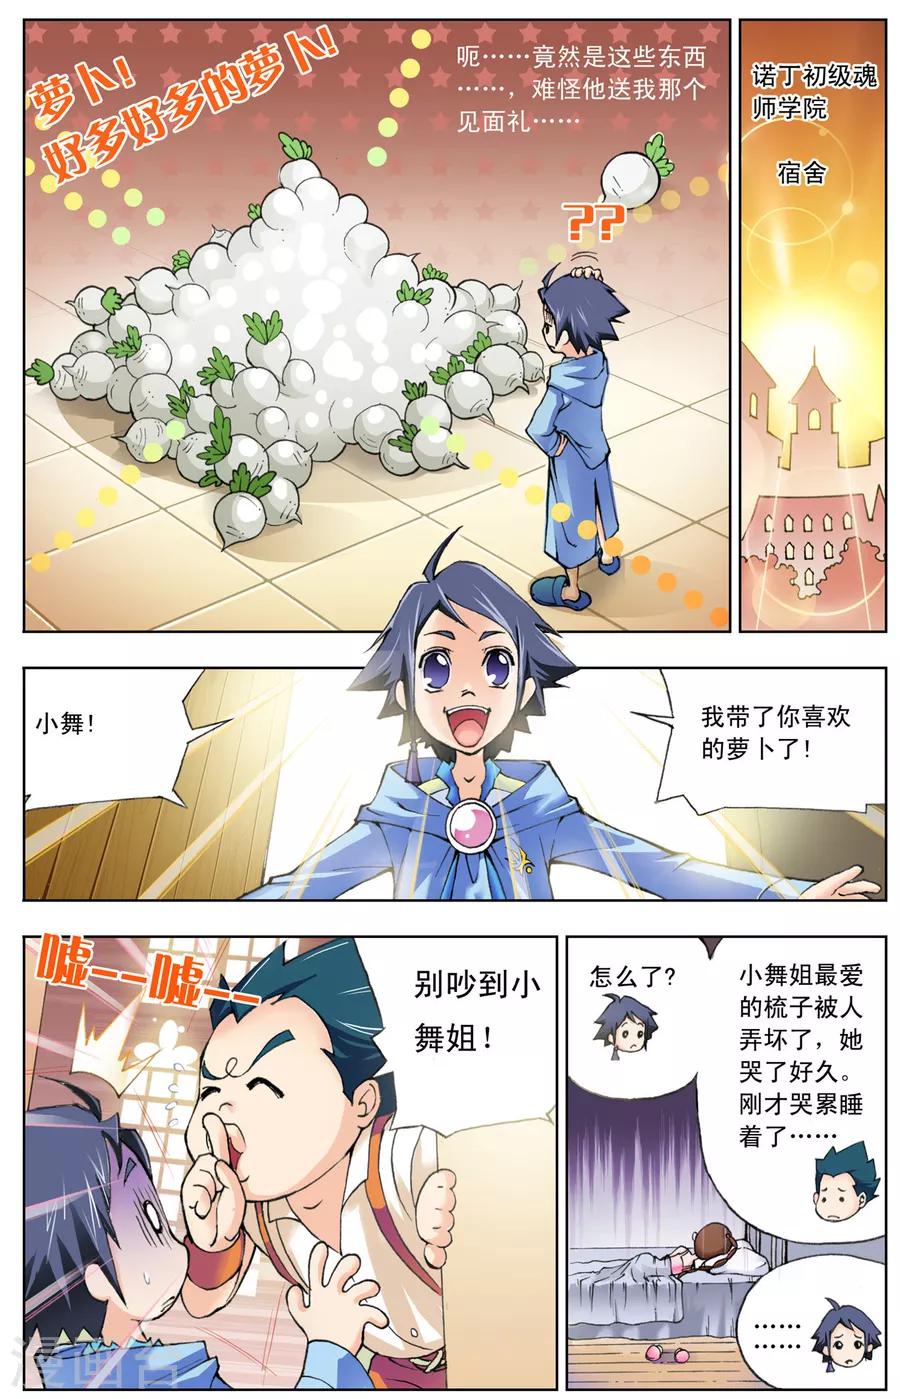 萝卜!
好多好多的萝卜!
呃……竟然是这些东西
……，难怪他送我那个
见面礼……
??
诺丁初级魂
师学院
宿舍
小舞!
我带了你喜欢
的萝卜了!
嘘——嘘——
别吵到小
舞姐!
怎么了?
小舞姐最爱
的梳子被人
弄坏了，她
哭了好久。
刚才哭累睡
着了……
……
……
漫画台